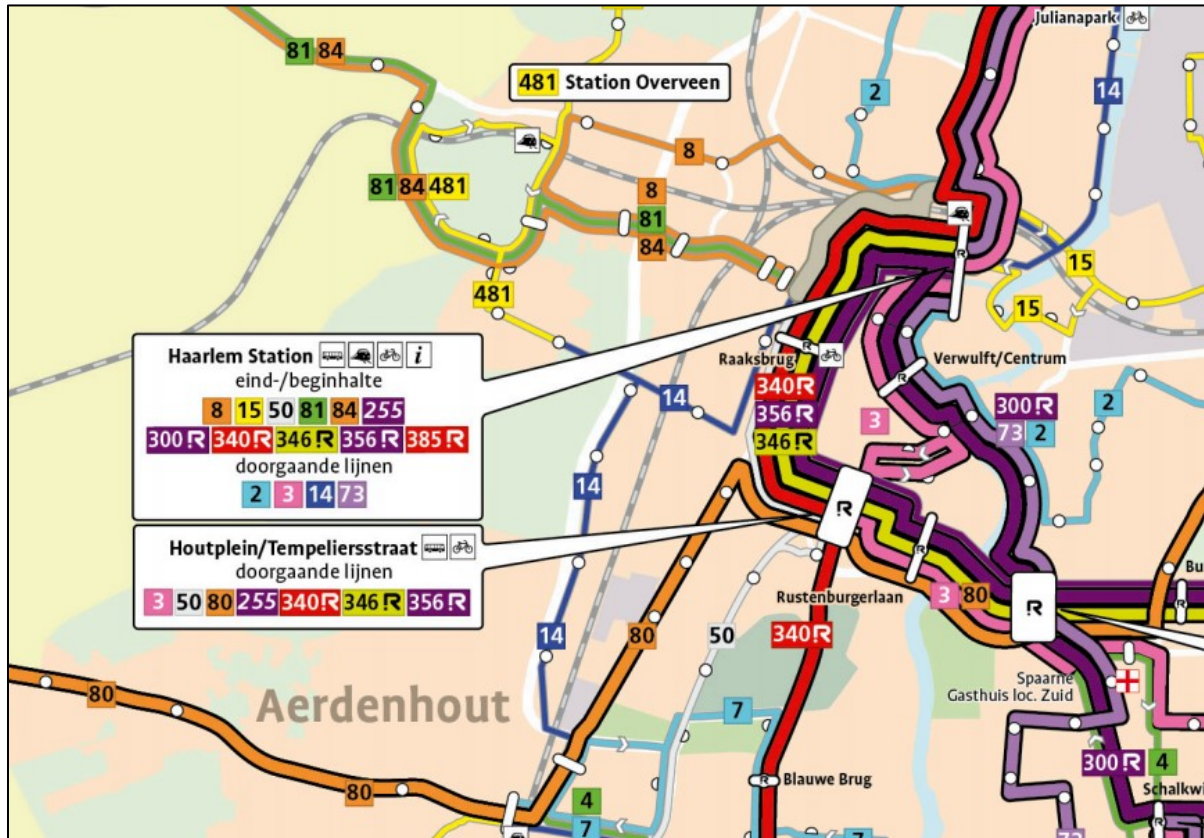 Julianapark
81 84
481 Station Overveen
2
14
8
81 84 481
8
81
84
481
15
15
Haarlem Station i
eind-/beginhalte
8 15 50 81 84 255
300 R 340 R 346 R 356 R 385 R
doorgaande lijnen
2 3 14 73
Raaksbrug
R
R
340 R
356 R
346 R
Verwulft/Centrum
R
3
300 R
73 2
2
14
14
Houtplein/Tempeliersstraat
doorgaande lijnen
3 50 80 255 340 R 346 R 356 R
R
R
Bu
R
Rustenburgerlaan
3 80
R
14
80
50
340 R
Spaarne
Gasthuis loc. Zuid
80
Aerdenhout
7
300 R 4
Blauwe Brug
R
Schalkwi
R
80
4
7
7
73